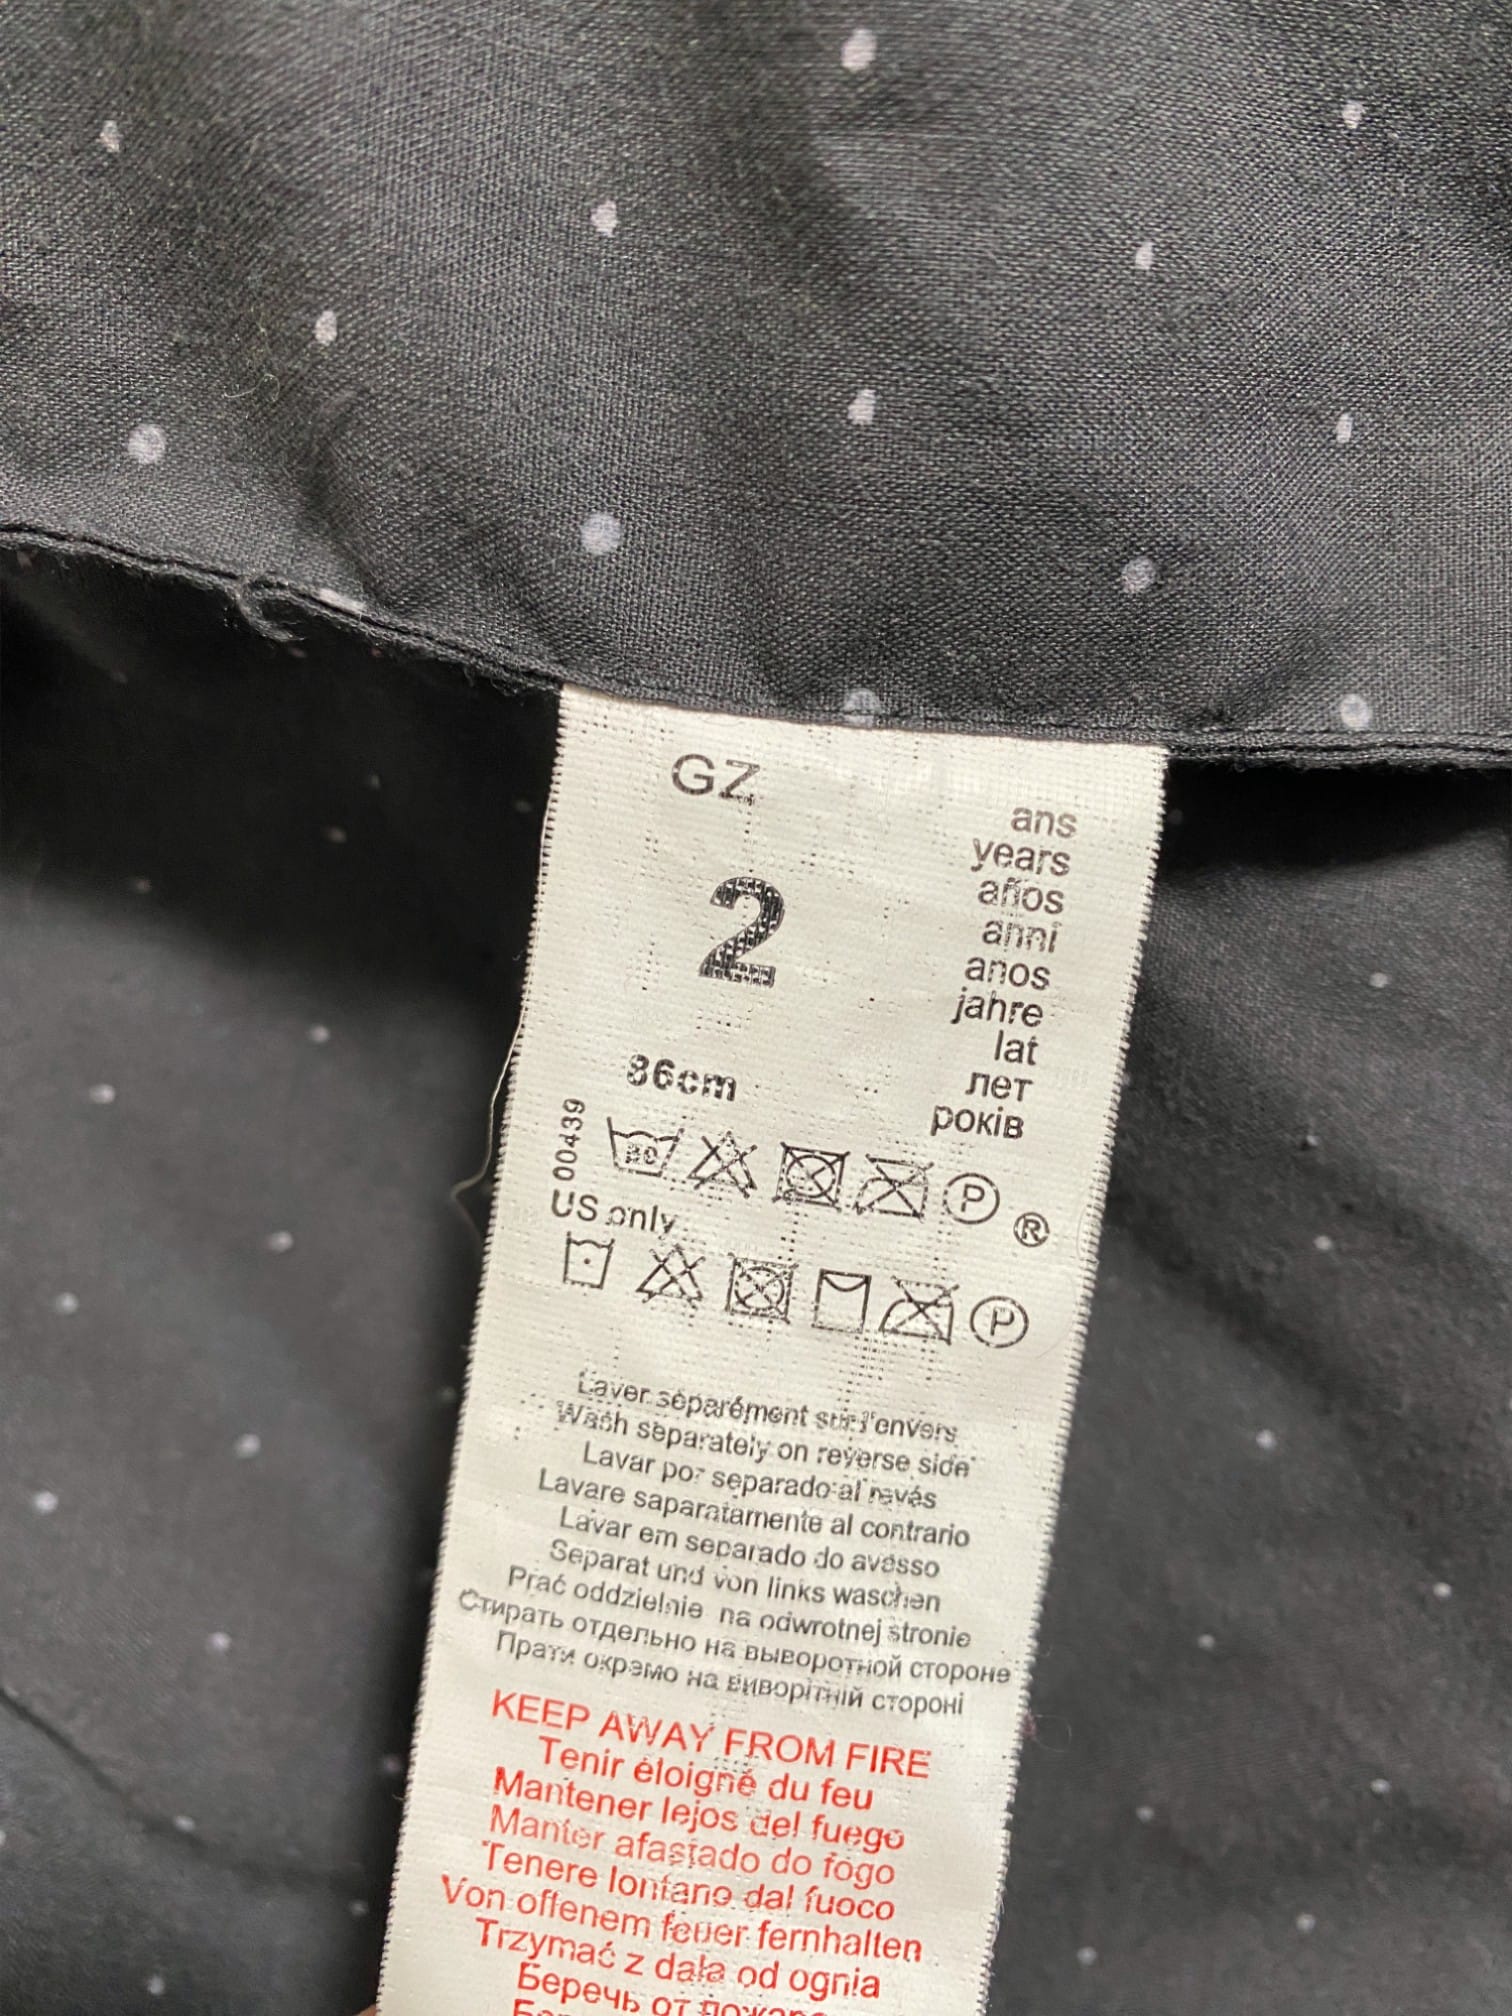 GZ
2
ans
years
años
anni
anos
jahre
lat
лет
років
86cm
00439
P
®
US only
P
Laver séparément sur l'envers
Wash separately on reverse side
Lavar por separado al revés
Lavare saparatamente al contrario
Lavar em separado do avesso
Separat und von links waschen
Prać oddzielnie na odwrotnej stronie
Стирать отдельно на выворотной стороне
Прати окремо на виворітній стороні
KEEP AWAY FROM FIRE
Tenir éloigné du feu
Mantener lejos del fuego
Manter afastado do fogo
Tenere lontano dal fuoco
Von offenem feuer fernhalten
Trzymać z dala od ognia
Беречь от